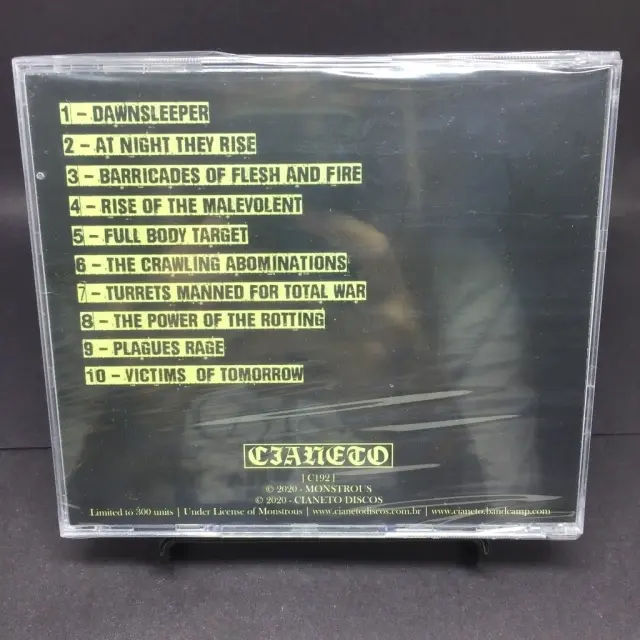 1 - DAWNSLEEPER
2 - AT NIGHT THEY RISE
3 - BARRICADES OF FLESH AND FIRE
4 - RISE OF THE MALEVOLENT
5 - FULL BODY TARGET
6 - THE CRAWLING ABOMINATIONS
7 - TURRETS MANNED FOR TOTAL WAR
8 - THE POWER OF THE ROTTING
9 - PLAGUES RAGE
10 - VICTIMS OF TOMORROW
CIANETO
[ C192 ]
© 2020 - MONSTROUS
© 2020 - CIANETO DISCOS
Limited to 300 units | Under License of Monstrous | www.cianetodiscos.com.br | www.cianeto.bandcamp.com